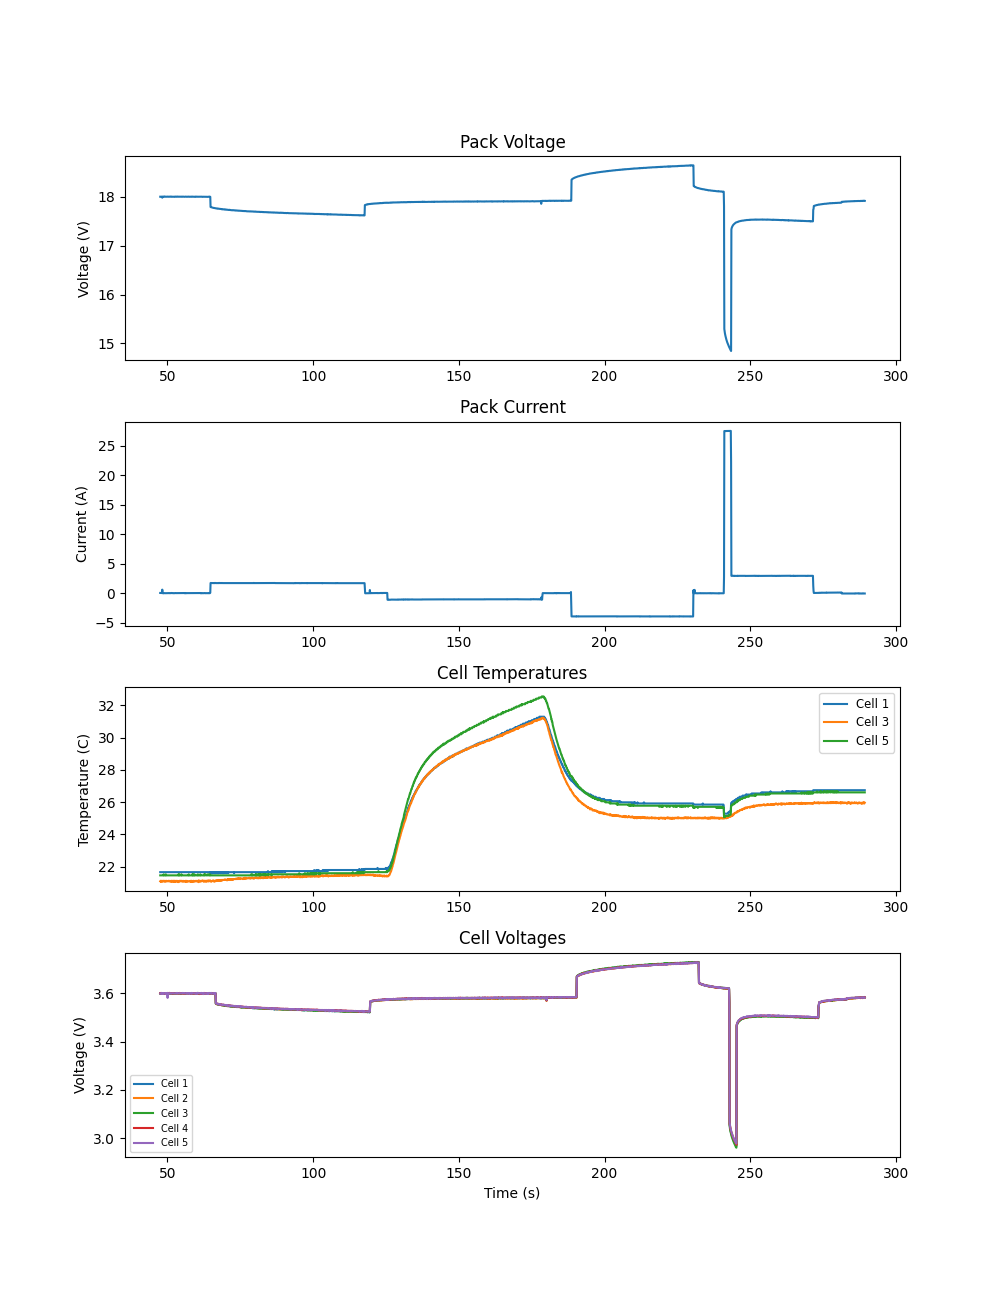 Pack Voltage
Voltage (V)
18
17
16
15
50 100 150 200 250 300
Pack Current
Current (A)
25
20
15
10
5
0
−5
50 100 150 200 250 300
Cell Temperatures
Temperature (C)
32
30
28
26
24
22
Cell 1
Cell 3
Cell 5
50 100 150 200 250 300
Cell Voltages
Voltage (V)
3.6
3.4
3.2
3.0
Cell 1
Cell 2
Cell 3
Cell 4
Cell 5
50 100 150 200 250 300
Time (s)